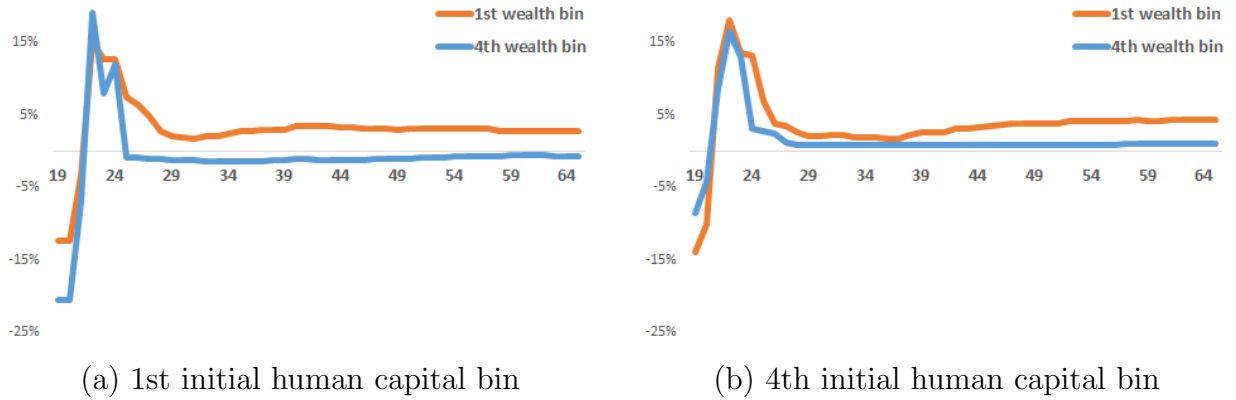 1st wealth bin
4th wealth bin
15%
5%
-5%
-15%
-25%
19 24 29 34 39 44 49 54 59 64
(a) 1st initial human capital bin
1st wealth bin
4th wealth bin
15%
5%
-5%
-15%
-25%
19 24 29 34 39 44 49 54 59 64
(b) 4th initial human capital bin